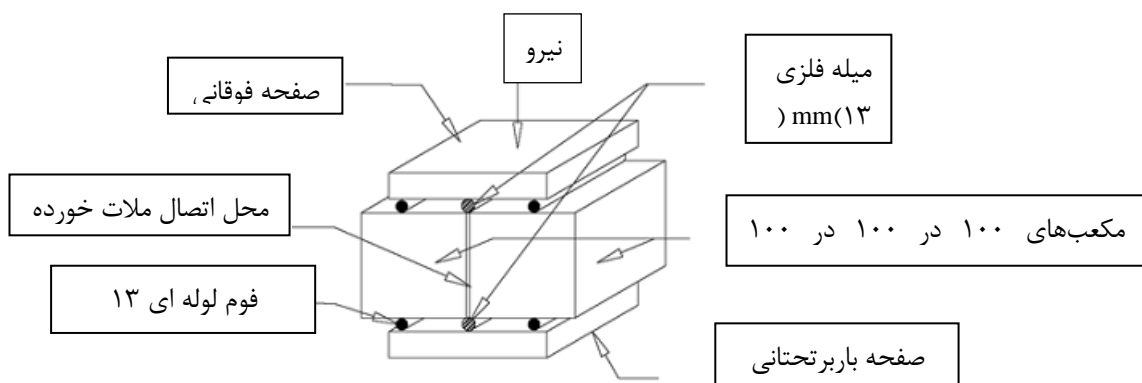 نیرو
صفحه فوقانی
میله فلزی
) mm(۱۳
محل اتصال ملات خورده
مکعب‌های ۱۰۰ در ۱۰۰ در ۱۰۰
فوم لوله ای ۱۳
صفحه باربرتحتانی